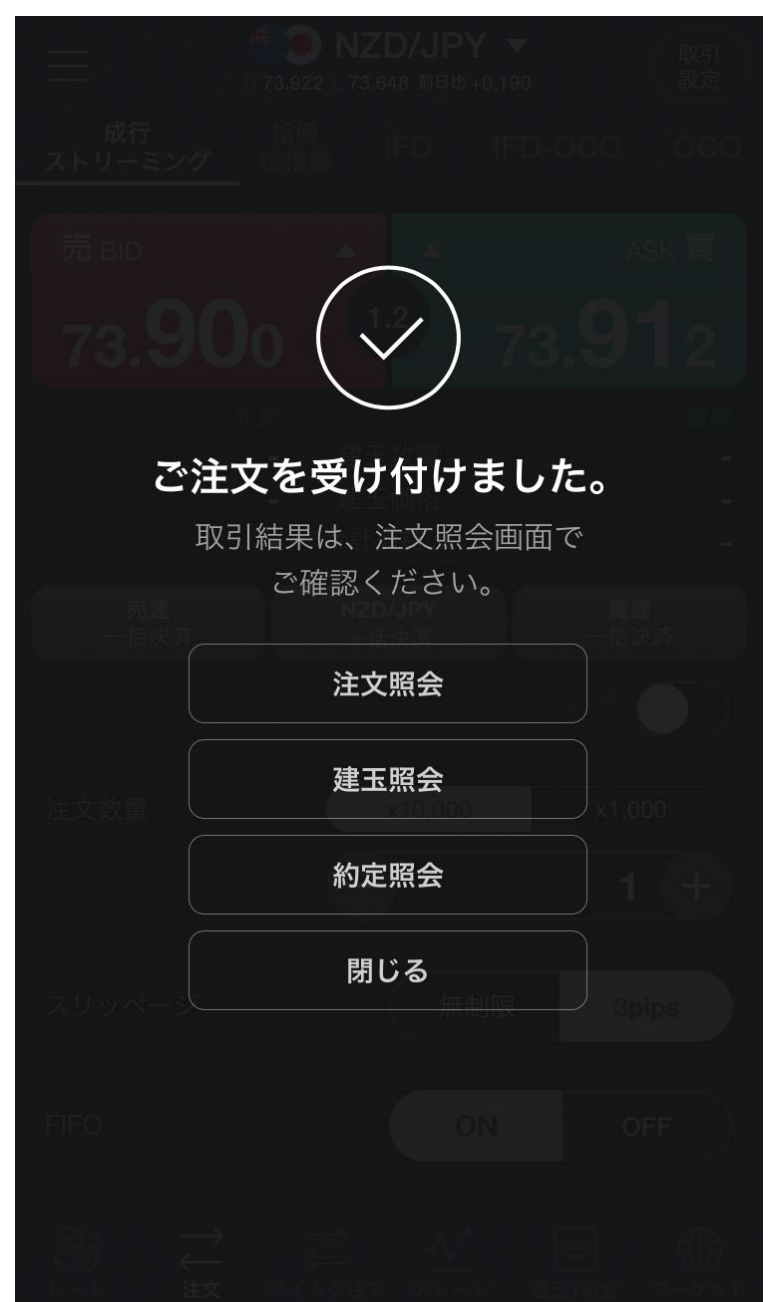 NZD/JPY ▼
H 73.922 L 73.648 前日比 +0.190
取引
設定
成行
ストリーミング
指値
逆指値
IFD
IFD-OCO
OCO
売 BID
ASK 買
73.900
1.2
73.912
売建
買建
ご注文を受け付けました。
取引結果は、注文照会画面で
ご確認ください。
売建
一括決済
NZD/JPY
一括決済
買建
一括決済
注文照会
建玉照会
注文数量
x10,000
x1,000
約定照会
1
+
閉じる
スリッページ
無制限
3pips
FIFO
ON
OFF
レート
注文
クイック注文
チャート
マーケット